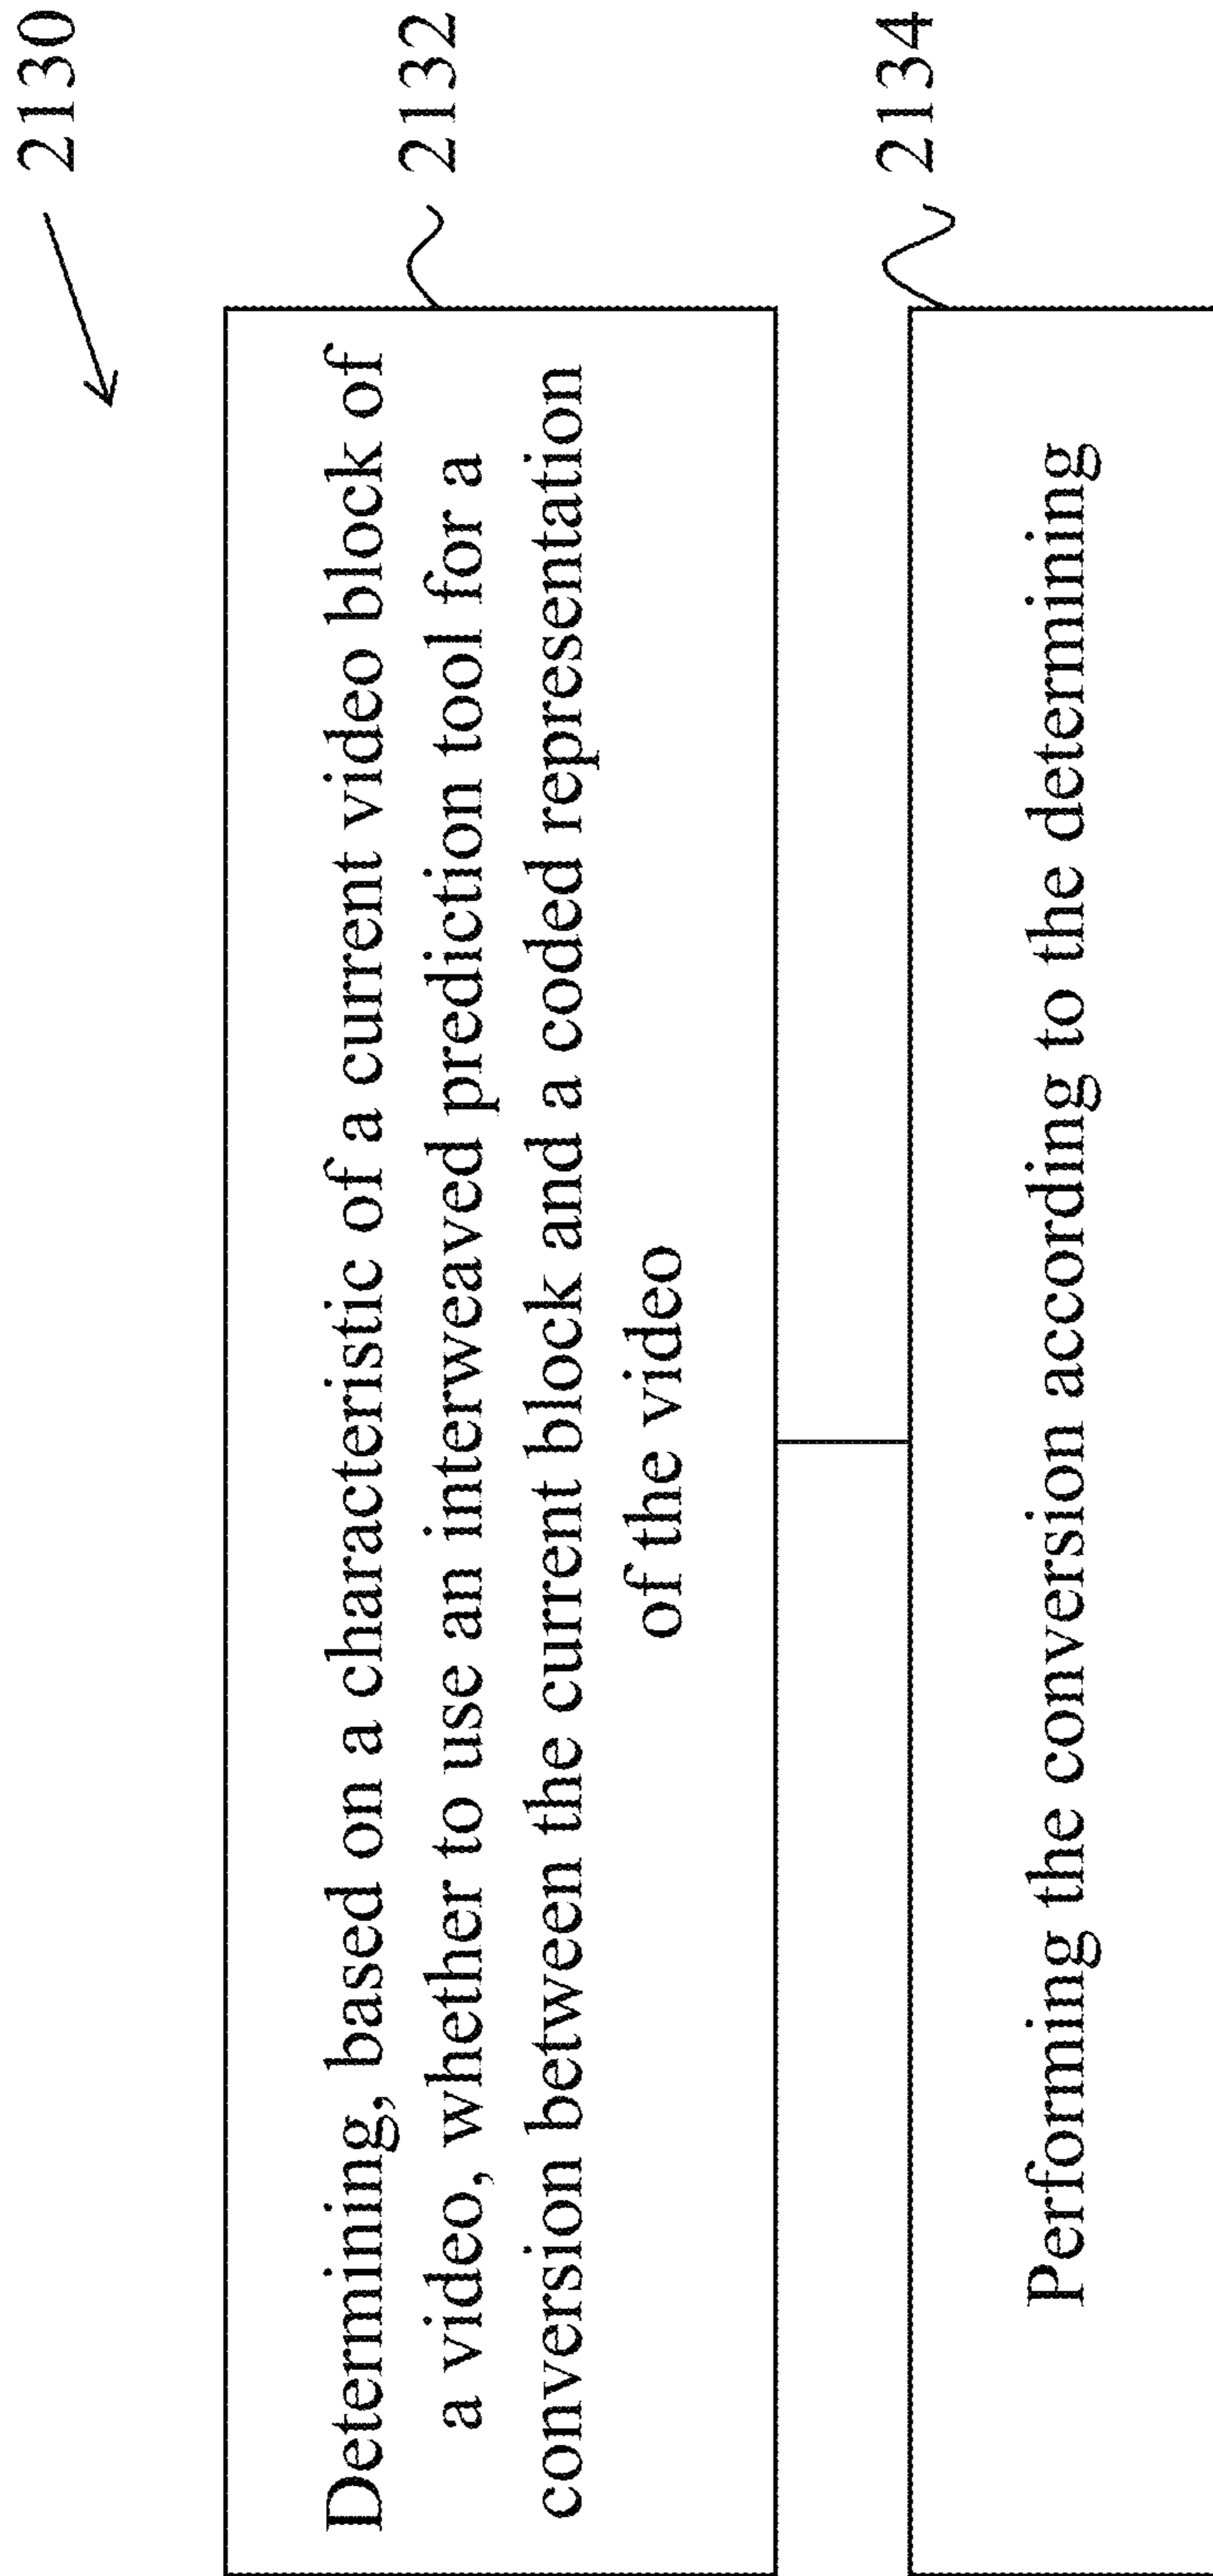 2130
Determining, based on a characteristic of a current video block of
a video, whether to use an interweaved prediction tool for a
conversion between the current block and a coded representation
of the video
2132
Performing the conversion according to the determining
2134